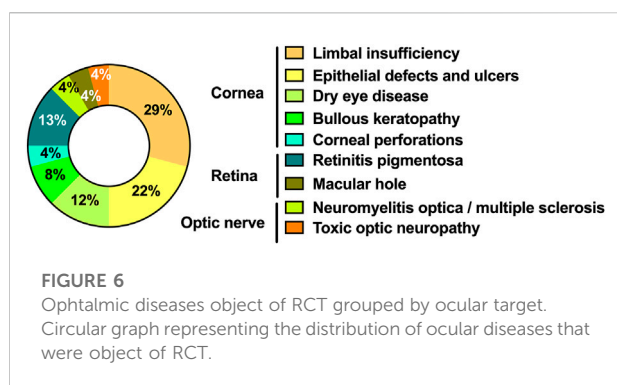 4%
4%
4%
13%
29%
4%
8%
12%
22%
Cornea
Limbal insufficiency
Epithelial defects and ulcers
Dry eye disease
Bullous keratopathy
Corneal perforations
Retina
Retinitis pigmentosa
Macular hole
Optic nerve
Neuromyelitis optica / multiple sclerosis
Toxic optic neuropathy
FIGURE 6
Ophtalmic diseases object of RCT grouped by ocular target.
Circular graph representing the distribution of ocular diseases that
were object of RCT.